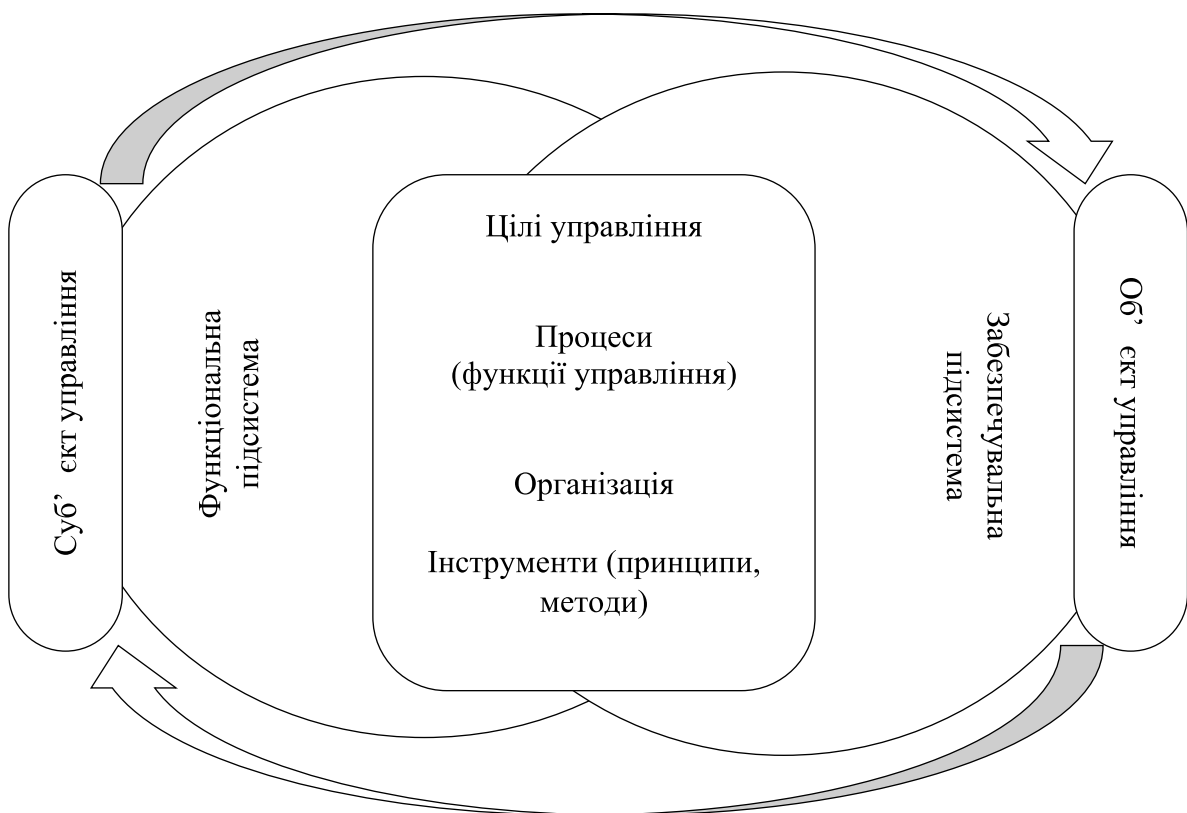 Суб’ єкт управління
Функціональна
підсистема
Цілі управління
Процеси
(функції управління)
Організація
Інструменти (принципи,
методи)
Забезпечувальна
підсистема
Об’ єкт управління